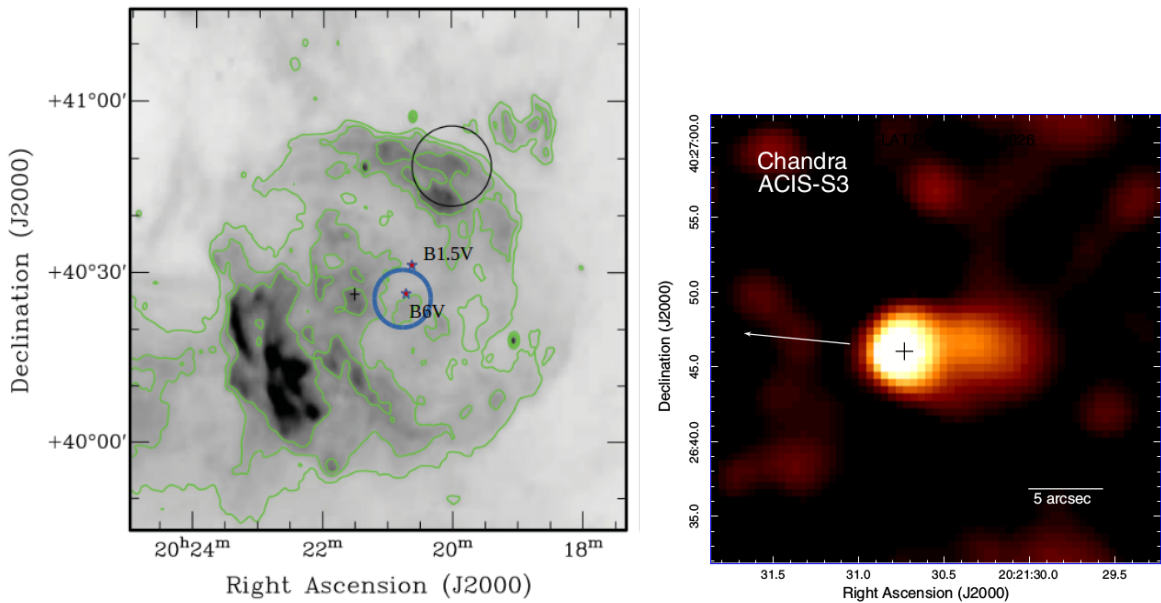 +41°00′
+40°30′
+40°00′
Declination (J2000)
B1.5V
B6V
20ʰ24ᵐ
22ᵐ
20ᵐ
18ᵐ
Right Ascension (J2000)
Chandra
ACIS-S3
40:27:00.0
55.0
50.0
45.0
26:40.0
35.0
Declination (J2000)
5 arcsec
31.5
31.0
30.5
20:21:30.0
29.5
Right Ascension (J2000)